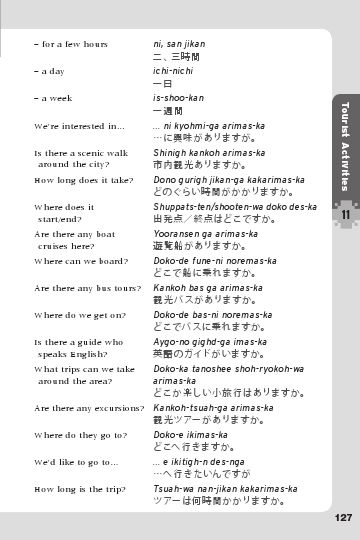 – for a few hours
ni, san jikan
二、三時間
– a day
ichi-nichi
一日
– a week
is-shoo-kan
一週間
We're interested in...
... ni kyohmi-ga arimas-ka
…に興味がありますが。
Is there a scenic walk
around the city?
Shinigh kankoh arimas-ka
市内観光ありますか。
How long does it take?
Dono gurigh jikan-ga kakarimas-ka
どのぐらい時間がかかりますか。
Where does it
start/end?
Shuppats-ten/shooten-wa doko des-ka
出発点／終点はどこですか。
Are there any boat
cruises here?
Yooransen ga arimas-ka
遊覧船がありますか。
Where can we board?
Doko-de fune-ni noremas-ka
どこで船に乗れますか。
Are there any bus tours?
Kankoh bas ga arimas-ka
観光バスがありますか。
Where do we get on?
Doko-de bas-ni noremas-ka
どこでバスに乗れますか。
Is there a guide who
speaks English?
Aygo-no gighd-ga imas-ka
英語のガイドがいますか。
What trips can we take
around the area?
Doko-ka tanoshee shoh-ryokoh-wa
arimas-ka
どこか楽しい小旅行はありますか。
Are there any excursions?
Kankoh-tsuah-ga arimas-ka
観光ツアーがありますか。
Where do they go to?
Doko-e ikimas-ka
どこへ行きますか。
We'd like to go to...
... e ikitigh-n des-nga
…へ行きたいんですが
How long is the trip?
Tsuah-wa nan-jikan kakarimas-ka
ツアーは何時間かかりますか。
Tourist Activities
11
127